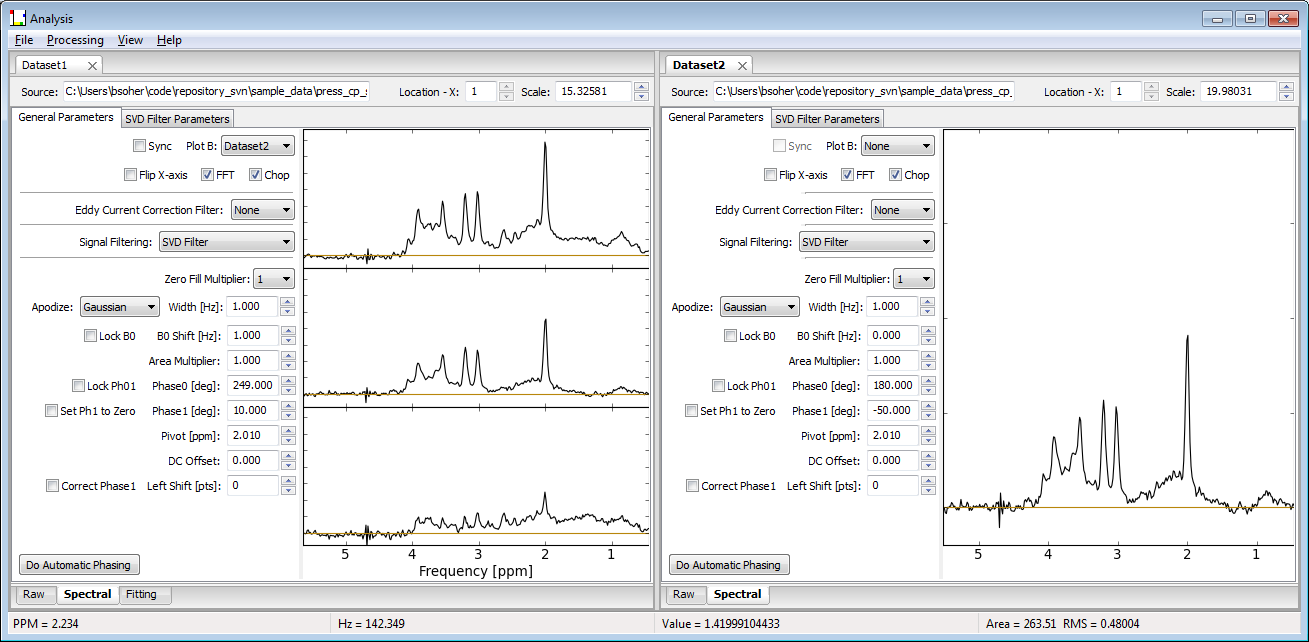 Analysis
File Processing View Help
Dataset1
Source: C:\Users\bsoher\code\repository_svn\sample_data\press_cp_s Location - X: 1 Scale: 15.32581
General Parameters SVD Filter Parameters
Sync Plot B: Dataset2
Flip X-axis FFT Chop
Eddy Current Correction Filter: None
Signal Filtering: SVD Filter
Zero Fill Multiplier: 1
Apodize: Gaussian Width [Hz]: 1.000
Lock B0 B0 Shift [Hz]: 1.000
Area Multiplier: 1.000
Lock Ph01 Phase0 [deg]: 249.000
Set Ph1 to Zero Phase1 [deg]: 10.000
Pivot [ppm]: 2.010
DC Offset: 0.000
Correct Phase1 Left Shift [pts]: 0
5 4 3 2 1
Frequency [ppm]
Do Automatic Phasing
Raw Spectral Fitting
Dataset2
Source: C:\Users\bsoher\code\repository_svn\sample_data\press_cp_ Location - X: 1 Scale: 19.98031
General Parameters SVD Filter Parameters
Sync Plot B: None
Flip X-axis FFT Chop
Eddy Current Correction Filter: None
Signal Filtering: SVD Filter
Zero Fill Multiplier: 1
Apodize: Gaussian Width [Hz]: 1.000
Lock B0 B0 Shift [Hz]: 0.000
Area Multiplier: 1.000
Lock Ph01 Phase0 [deg]: 180.000
Set Ph1 to Zero Phase1 [deg]: -50.000
Pivot [ppm]: 2.010
DC Offset: 0.000
Correct Phase1 Left Shift [pts]: 0
5 4 3 2 1
Do Automatic Phasing
Raw Spectral
PPM = 2.234 Hz = 142.349 Value = 1.41999104433 Area = 263.51 RMS = 0.48004